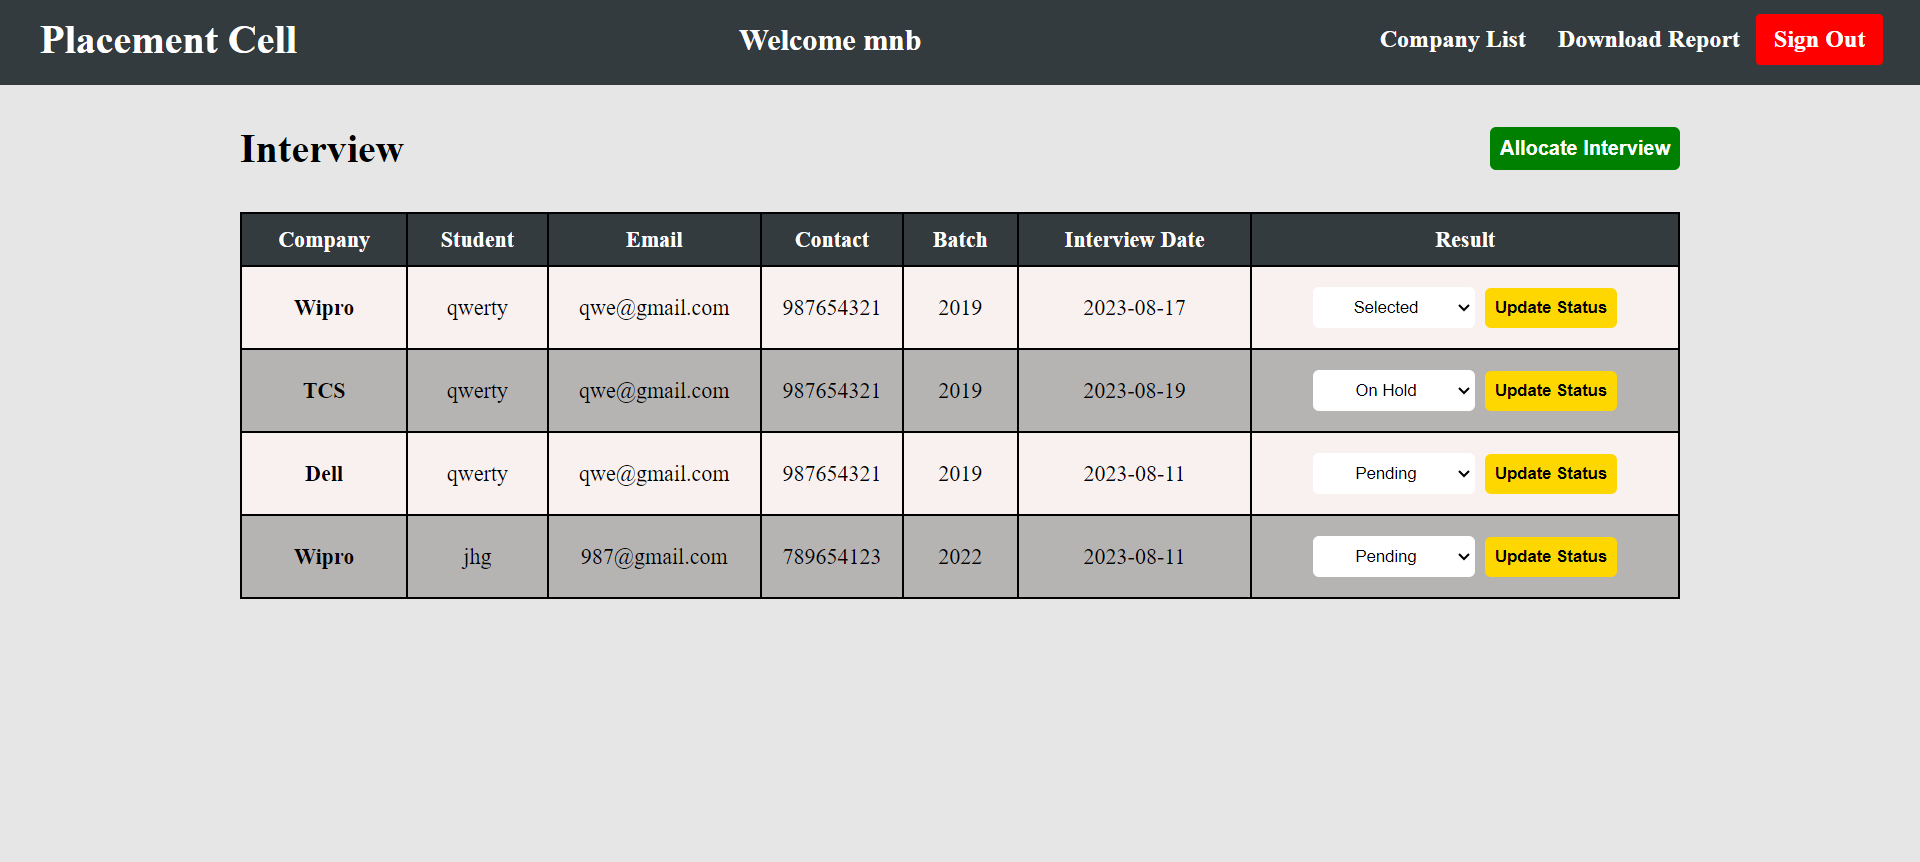 Placement Cell Welcome mnb Company List Download Report Sign Out
Interview Allocate Interview
Company Student Email Contact Batch Interview Date Result
Wipro qwerty qwe@gmail.com 987654321 2019 2023-08-17 Selected Update Status
TCS qwerty qwe@gmail.com 987654321 2019 2023-08-19 On Hold Update Status
Dell qwerty qwe@gmail.com 987654321 2019 2023-08-11 Pending Update Status
Wipro jhg 987@gmail.com 789654123 2022 2023-08-11 Pending Update Status